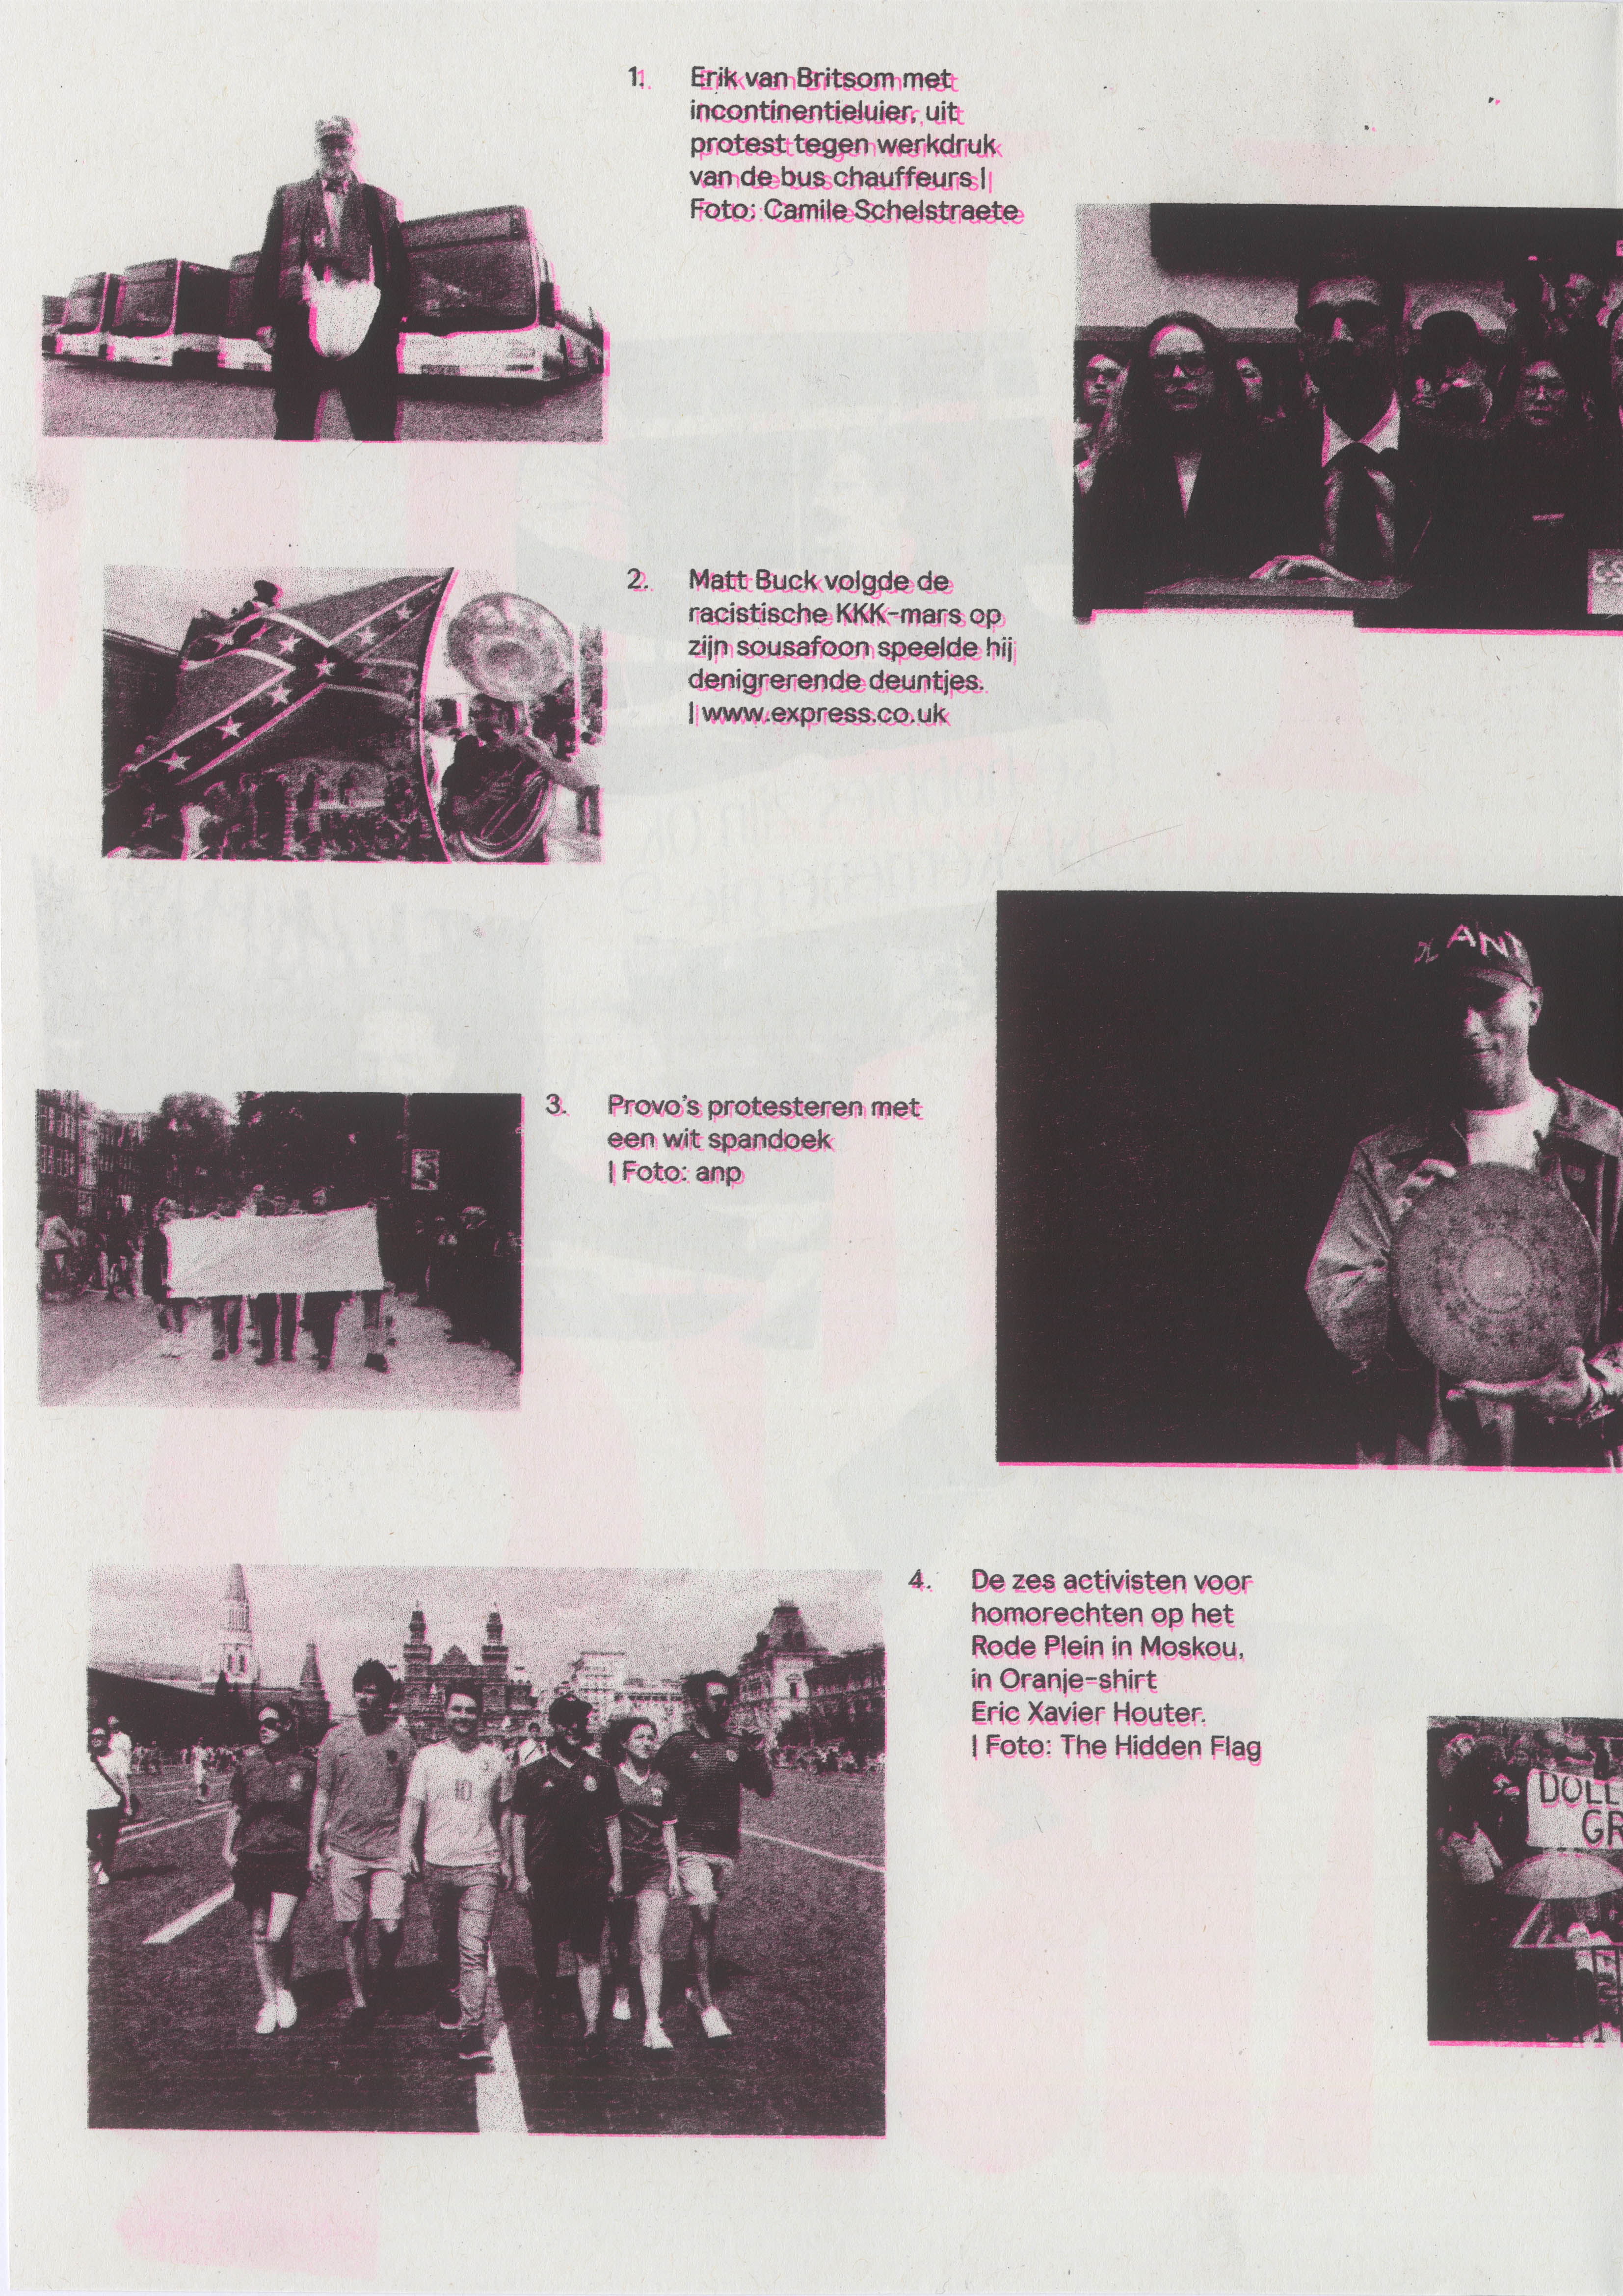 1. Erik van Britsom met
incontinentieluier, uit
protest tegen werkdruk
van de bus chauffeurs |
Foto: Camile Schelstraete
2. Matt Buck volgde de
racistische KKK-mars op
zijn sousafoon speelde hij
denigrerende deuntjes.
| www.express.co.uk
3. Provo's protesteren met
een wit spandoek
| Foto: anp
4. De zes activisten voor
homorechten op het
Rode Plein in Moskou,
in Oranje-shirt
Eric Xavier Houter.
| Foto: The Hidden Flag
10
DOLL
GR